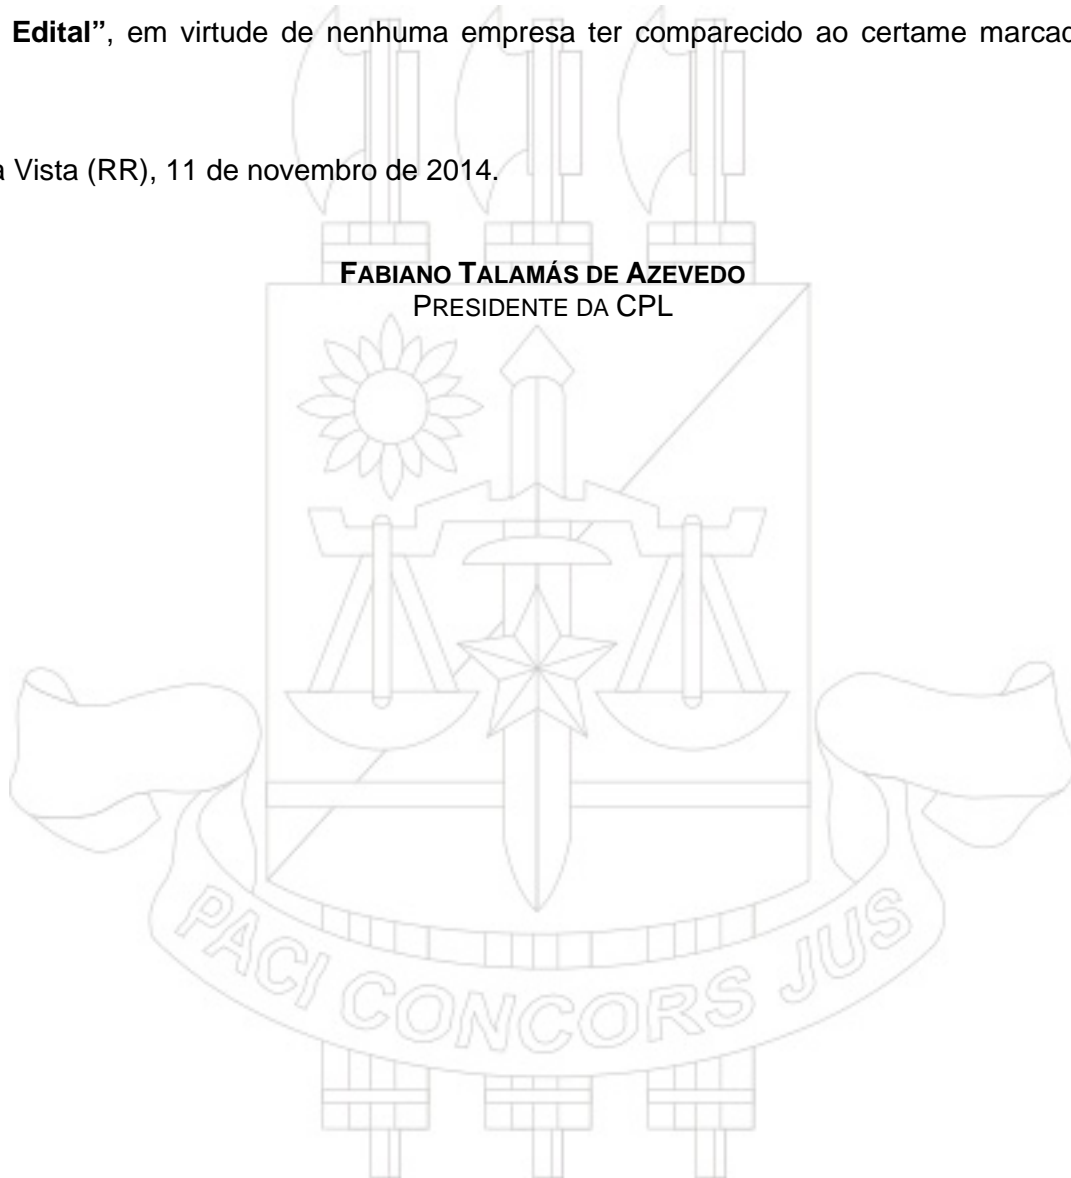 Edital”, em virtude de nenhuma empresa ter comparecido ao certame marcad
a Vista (RR), 11 de novembro de 2014.
FABIANO TALAMÁS DE AZEVEDO
PRESIDENTE DA CPL
PACI CONCORS JUS